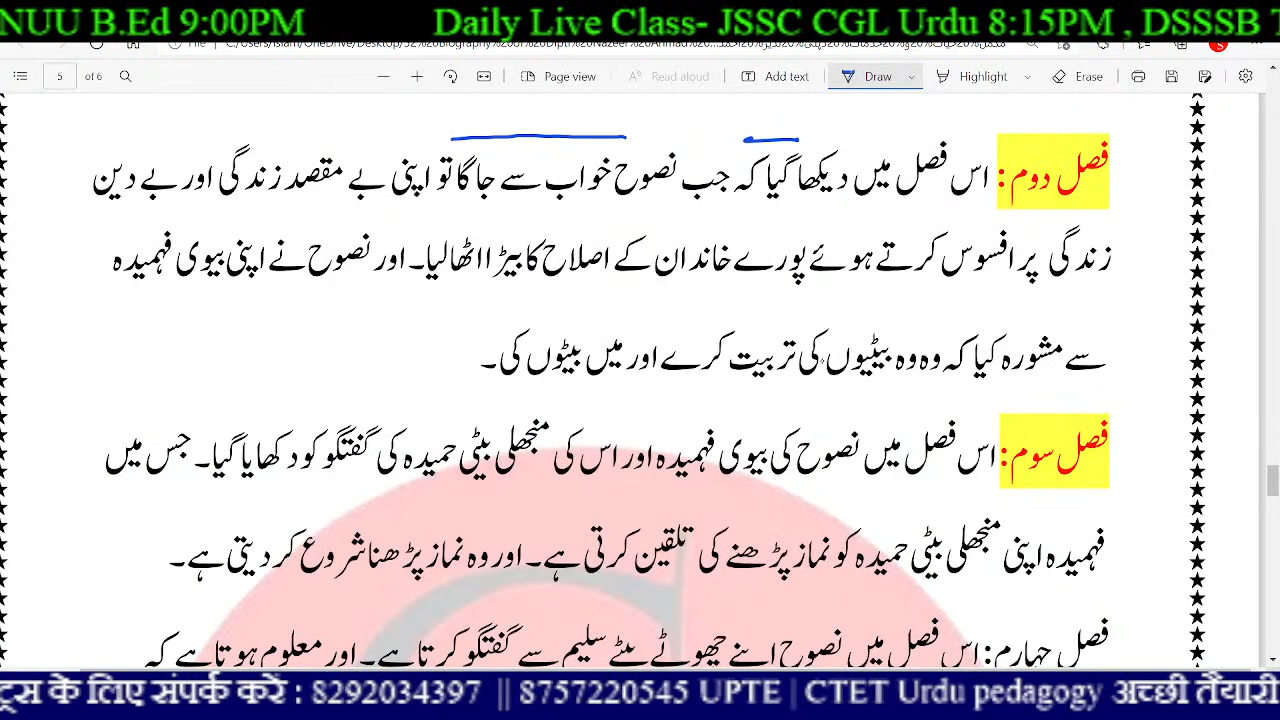 NUU B.Ed 9:00PM Daily Live Class- JSSC CGL Urdu 8:15PM , DSSSB T
5 of 6 Page view Read aloud Add text Draw Highlight Erase
فصل دوم: اس فصل میں دیکھا گیا کہ جب نصوح خواب سے جاگا تو اپنی بے مقصد زندگی اور بے دین
زندگی پر افسوس کرتے ہوئے پورے خاندان کے اصلاح کا بیڑا اٹھالیا۔ اور نصوح نے اپنی بیوی فہمیدہ
سے مشورہ کیا کہ وہ وہ بیٹیوں کی تربیت کرے اور میں بیٹوں کی۔
فصل سوم: اس فصل میں نصوح کی بیوی فہمیدہ اور اس کی منجھلی بیٹی حمیدہ کی گفتگو کو دکھایا گیا۔ جس میں
فہمیدہ اپنی منجھلی بیٹی حمیدہ کو نماز پڑھنے کی تلقین کرتی ہے۔ اور وہ نماز پڑھنا شروع کر دیتی ہے۔
فصل چہارم: اس فصل میں نصوح اپنے چھوٹے بیٹے سلیم سے گفتگو کرتا ہے۔ اور معلوم ہوتا ہے کہ
ट्रस के लिए संपर्क करें : 8292034397 || 8757220545 UPTE | CTET Urdu pedagogy अच्छी तैयारी